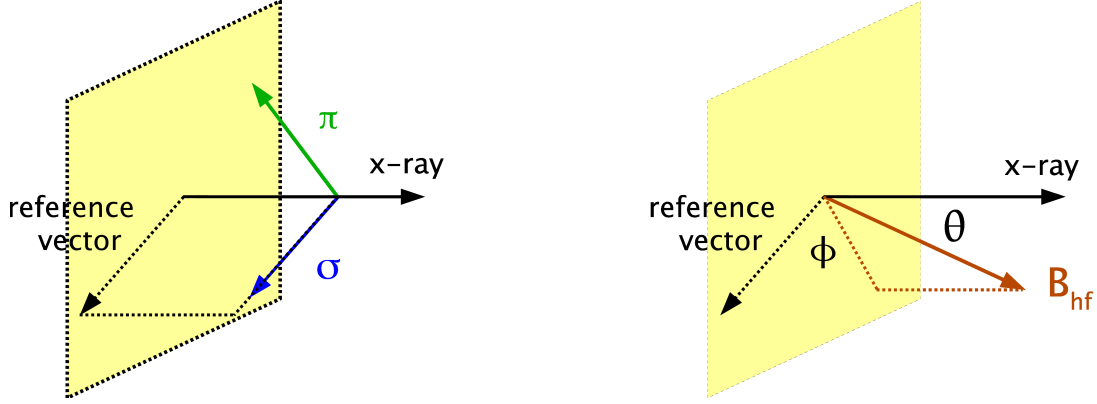 π
x-ray
reference
vector
σ
x-ray
reference
vector
ϕ
θ
B_hf